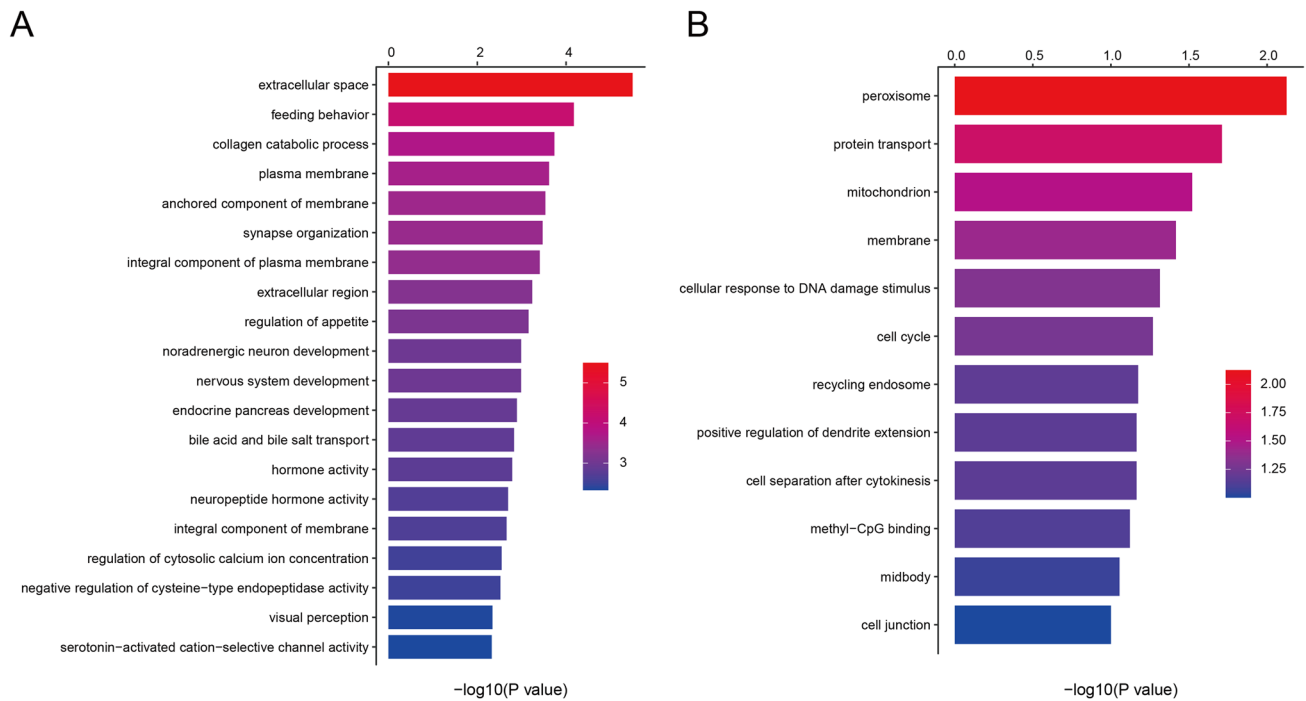 A
0 2 4
extracellular space
feeding behavior
collagen catabolic process
plasma membrane
anchored component of membrane
synapse organization
integral component of plasma membrane
extracellular region
regulation of appetite
noradrenergic neuron development
nervous system development
endocrine pancreas development
bile acid and bile salt transport
hormone activity
neuropeptide hormone activity
integral component of membrane
regulation of cytosolic calcium ion concentration
negative regulation of cysteine−type endopeptidase activity
visual perception
serotonin−activated cation−selective channel activity
5
4
3
−log10(P value)
B
0.0 0.5 1.0 1.5 2.0
peroxisome
protein transport
mitochondrion
membrane
cellular response to DNA damage stimulus
cell cycle
recycling endosome
positive regulation of dendrite extension
cell separation after cytokinesis
methyl−CpG binding
midbody
cell junction
2.00
1.75
1.50
1.25
−log10(P value)